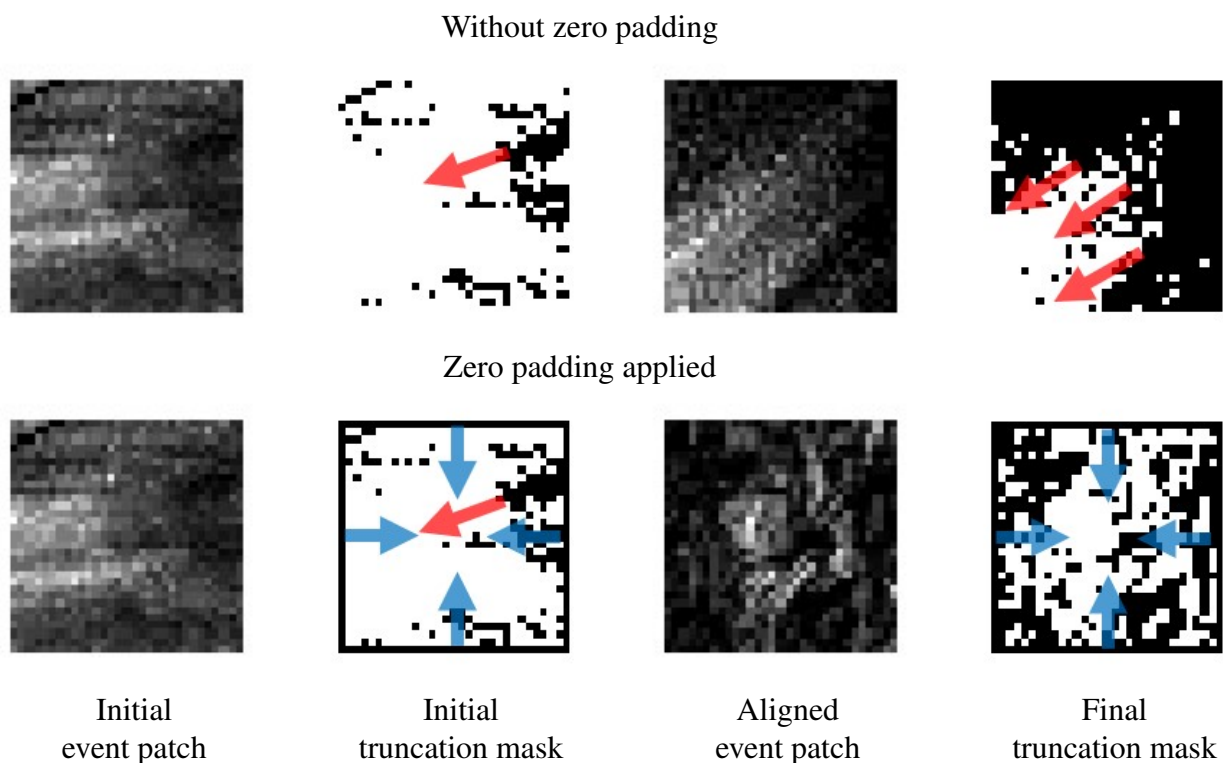 Without zero padding
Zero padding applied
Initial
event patch
Initial
truncation mask
Aligned
event patch
Final
truncation mask